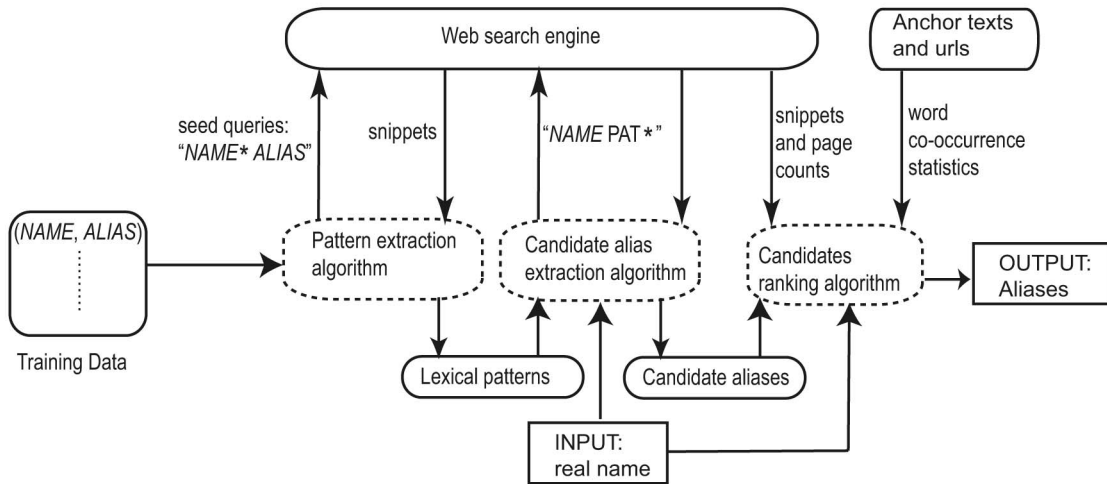 Web search engine
Anchor texts
and urls
seed queries:
“NAME* ALIAS”
snippets
“NAME PAT *”
snippets
and page
counts
word
co-occurrence
statistics
(NAME, ALIAS)
Training Data
Pattern extraction
algorithm
Candidate alias
extraction algorithm
Candidates
ranking algorithm
OUTPUT:
Aliases
Lexical patterns
Candidate aliases
INPUT:
real name